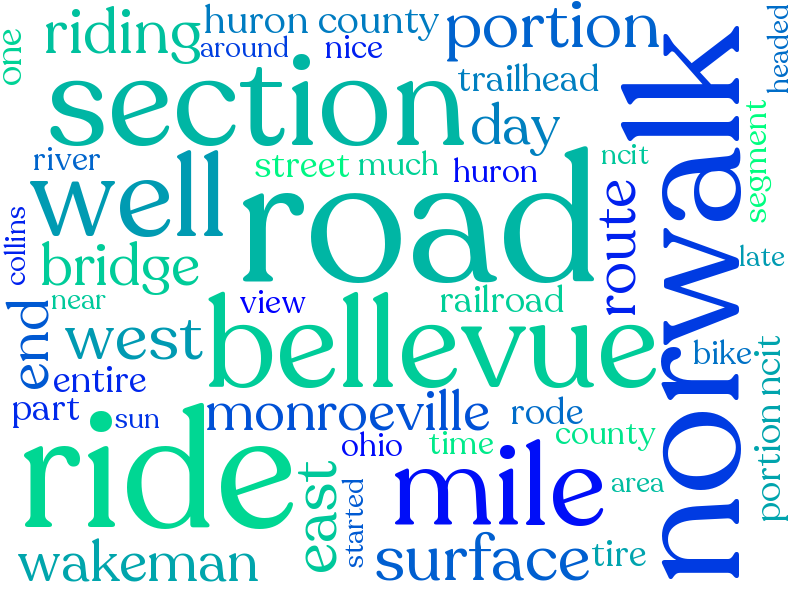 one
riding
huron county
around
nice
portion
headed
section
trailhead
day
norwalk
river
well
street
much
huron
ncit
segment
road
route
collins
bridge
late
near
view
railroad
end
west
bellevue
bike
entire
part
sun
monroeville
rode
portion ncit
ride
ohio
time
county
east
started
mile
area
wakeman
surface
tire